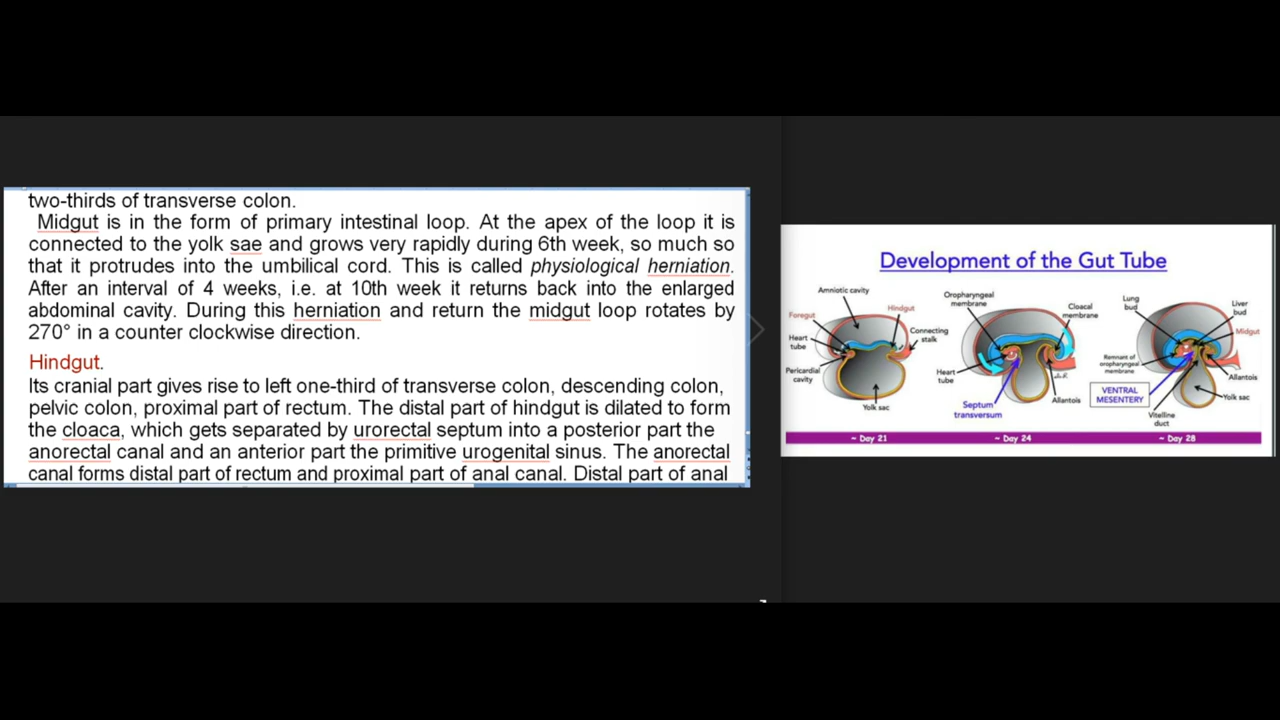 two-thirds of transverse colon.
Midgut is in the form of primary intestinal loop. At the apex of the loop it is
connected to the yolk sae and grows very rapidly during 6th week, so much so
that it protrudes into the umbilical cord. This is called physiological herniation.
After an interval of 4 weeks, i.e. at 10th week it returns back into the enlarged
abdominal cavity. During this herniation and return the midgut loop rotates by
270° in a counter clockwise direction.
Hindgut.
Its cranial part gives rise to left one-third of transverse colon, descending colon,
pelvic colon, proximal part of rectum. The distal part of hindgut is dilated to form
the cloaca, which gets separated by urorectal septum into a posterior part the
anorectal canal and an anterior part the primitive urogenital sinus. The anorectal
canal forms distal part of rectum and proximal part of anal canal. Distal part of anal
Development of the Gut Tube
Amniotic cavity
Foregut
Hindgut
Heart
tube
Connecting
stalk
Pericardial
cavity
Yolk sac
~ Day 21
Oropharyngeal
membrane
Cloacal
membrane
Heart
tube
Septum
transversum
Allantois
~ Day 24
Lung
bud
Liver
bud
Midgut
Remnant of
oropharyngeal
membrane
Allantois
VENTRAL
MESENTERY
Yolk sac
Vitelline
duct
~ Day 28